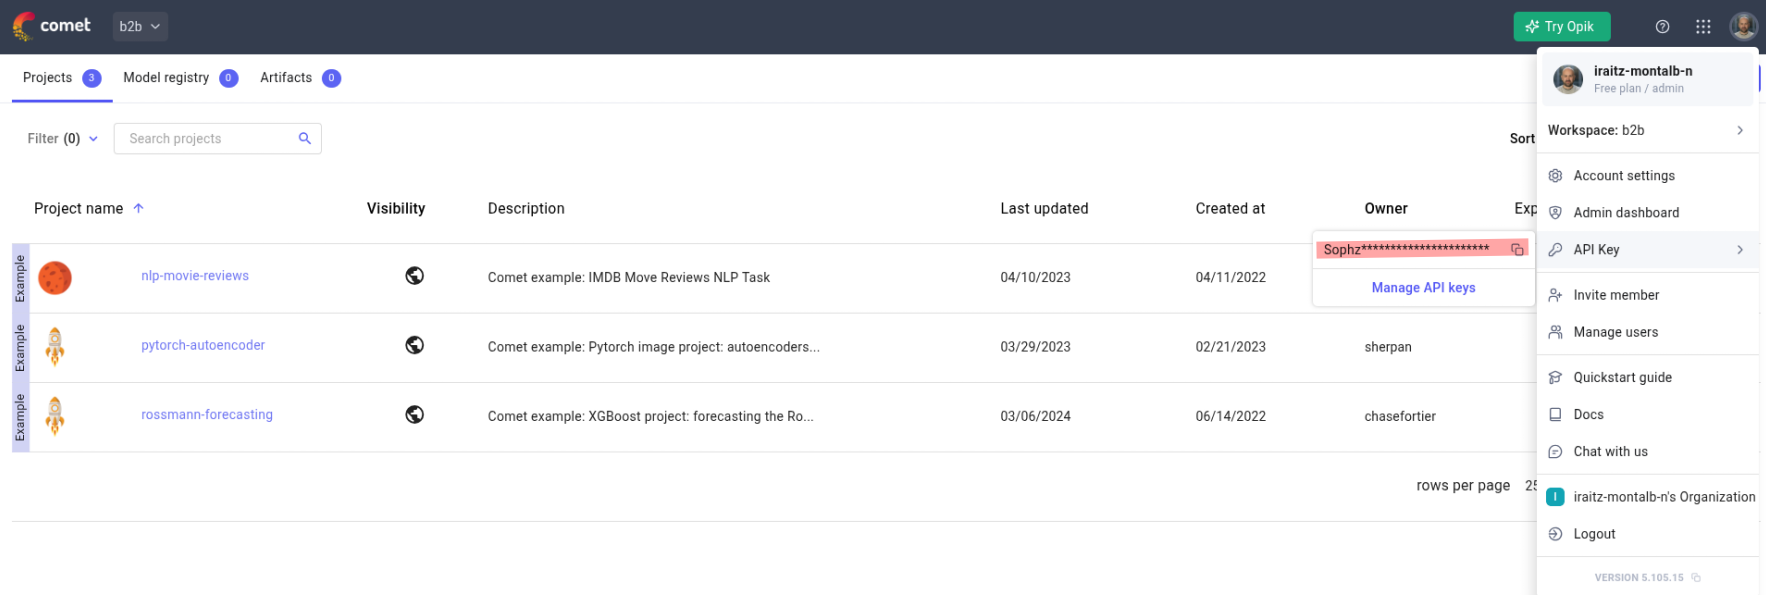 comet b2b Try Opik
Projects 3 Model registry 0 Artifacts 0
iraitz-montalb-n
Free plan / admin
Filter (0) Search projects Sort
Workspace: b2b
Account settings
Admin dashboard
API Key
Invite member
Manage users
Quickstart guide
Docs
Chat with us
I iraitz-montalb-n's Organization
Logout
VERSION 5.105.15
Project name Visibility Description Last updated Created at Owner Exp
Sophz**********************
Manage API keys
Example nlp-movie-reviews Comet example: IMDB Move Reviews NLP Task 04/10/2023 04/11/2022
Example pytorch-autoencoder Comet example: Pytorch image project: autoencoders... 03/29/2023 02/21/2023 sherpan
Example rossmann-forecasting Comet example: XGBoost project: forecasting the Ro... 03/06/2024 06/14/2022 chasefortier
rows per page 25